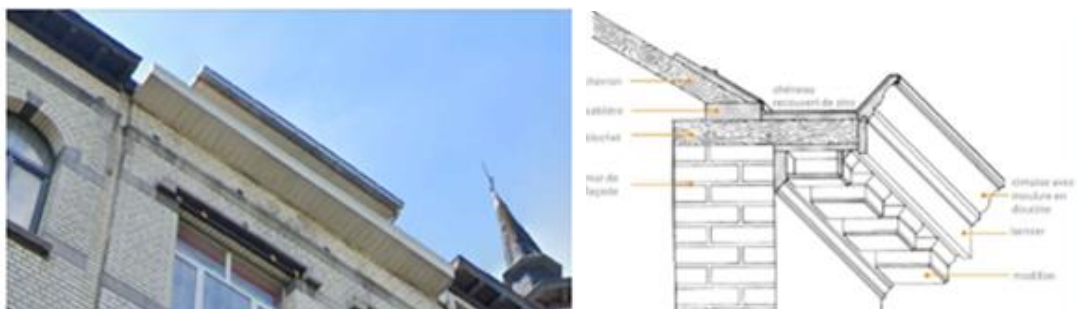 chevron
sablière
blochet
mur de
façade
chéneau
recouvert de zinc
cimaise avec
moulure en
doucine
larmier
modillon